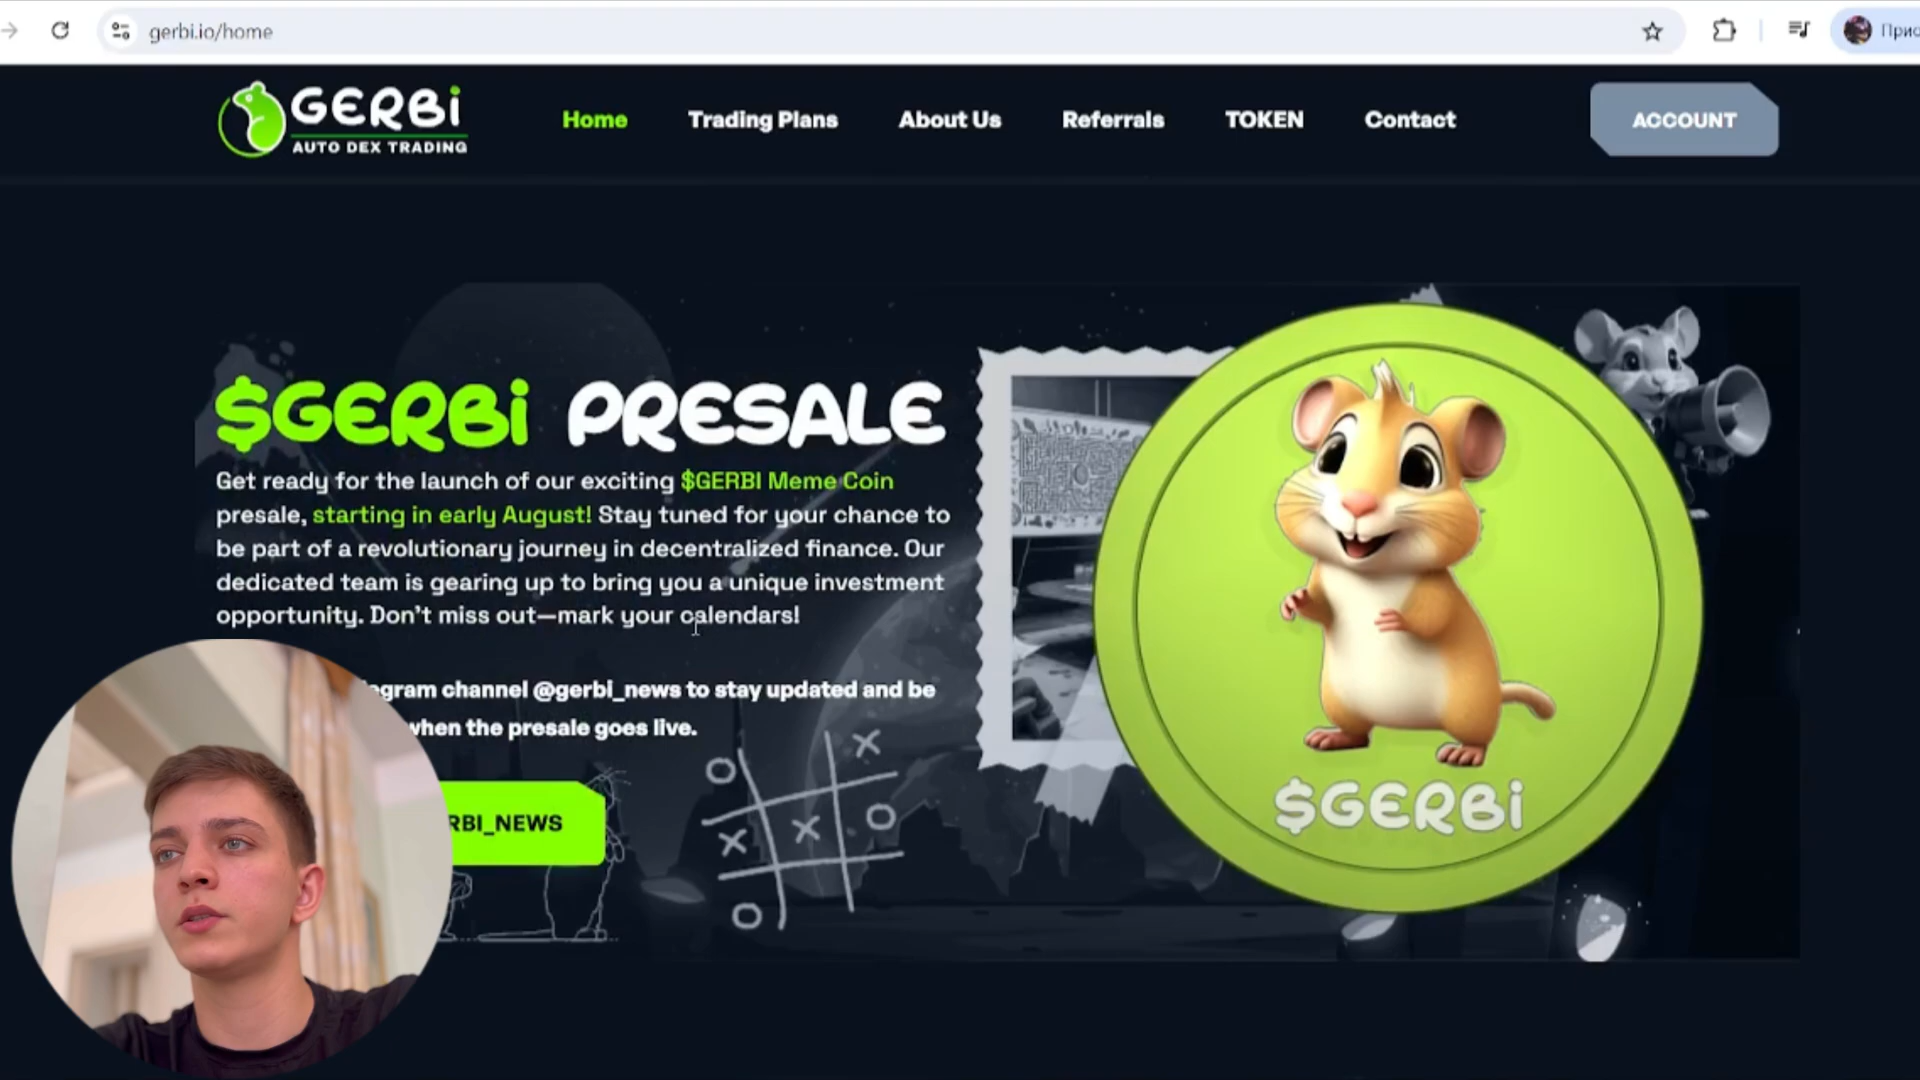 gerbi.io/home
GERBi
AUTO DEX TRADING
Home
Trading Plans
About Us
Referrals
TOKEN
Contact
ACCOUNT
$GERBi PRESALE
Get ready for the launch of our exciting $GERBI Meme Coin
presale, starting in early August! Stay tuned for your chance to
be part of a revolutionary journey in decentralized finance. Our
dedicated team is gearing up to bring you a unique investment
opportunity. Don't miss out—mark your calendars!
channel @gerbi_news to stay updated and be
when the presale goes live.
RBI_NEWS
$GERBi